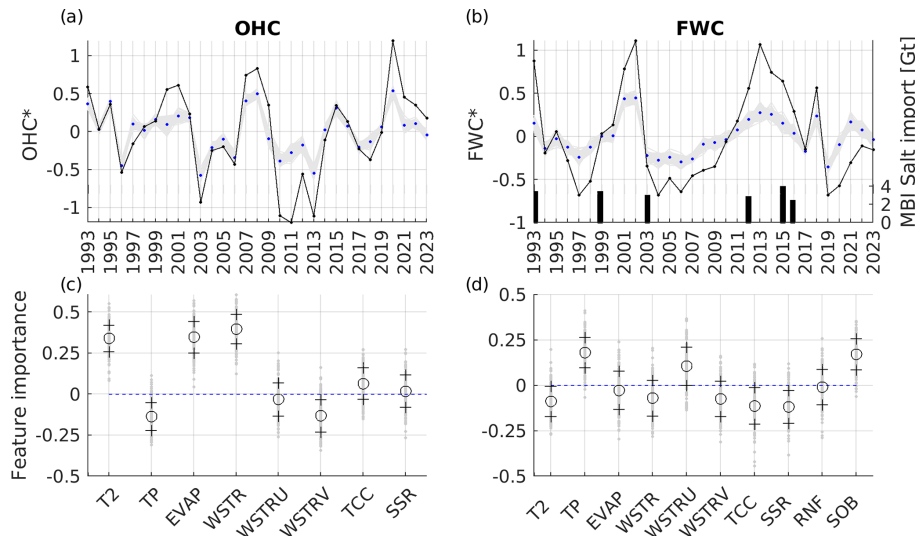 (a)
OHC
OHC*
1
0.5
0
-0.5
-1
1993
1995
1997
1999
2001
2003
2005
2007
2009
2011
2013
2015
2017
2019
2021
2023
(b)
FWC
FWC*
1
0.5
0
-0.5
-1
MBI Salt import [Gt]
4
2
0
1993
1995
1997
1999
2001
2003
2005
2007
2009
2011
2013
2015
2017
2019
2021
2023
(c)
Feature importance
0.5
0.25
0
-0.25
-0.5
T2
TP
EVAP
WSTR
WSTRU
WSTRV
TCC
SSR
(d)
0.5
0.25
0
-0.25
-0.5
T2
TP
EVAP
WSTR
WSTRU
WSTRV
TCC
SSR
RNF
SOB